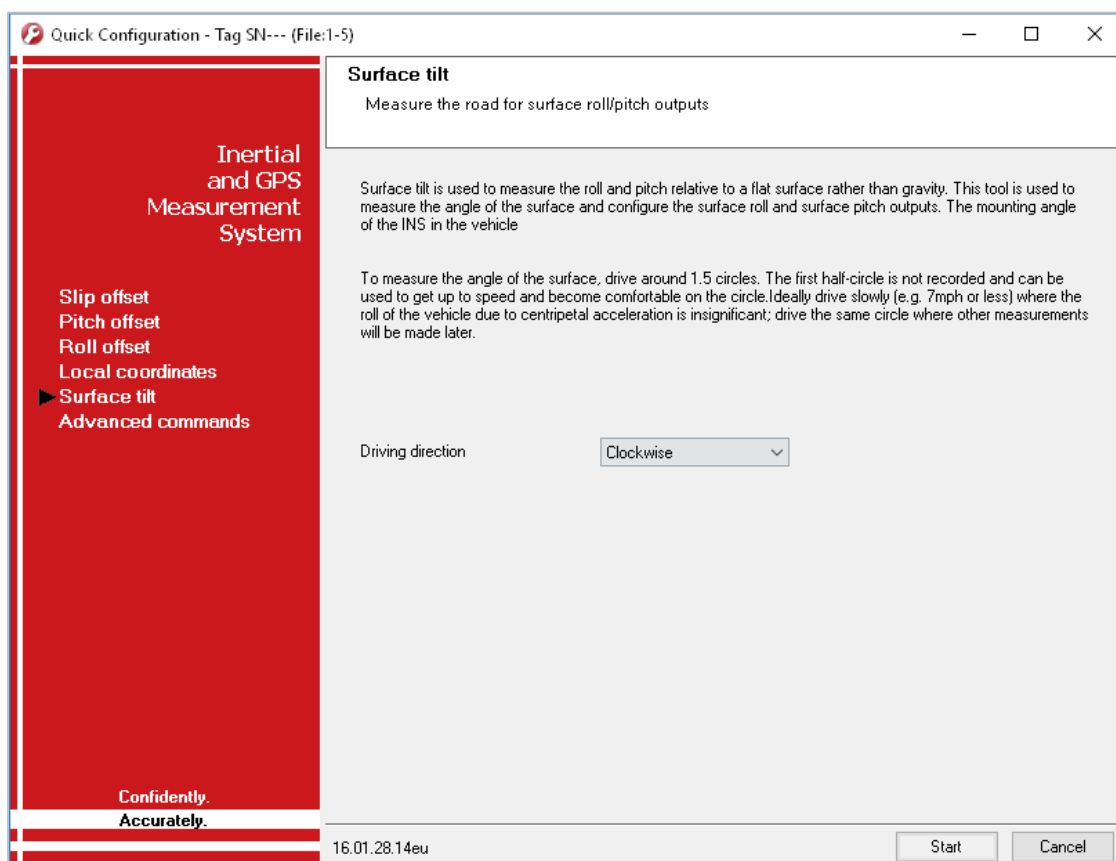 Quick Configuration - Tag SN--- (File:1-5)
Inertial
and GPS
Measurement
System
Slip offset
Pitch offset
Roll offset
Local coordinates
Surface tilt
Advanced commands
Confidently.
Accurately.
Surface tilt
Measure the road for surface roll/pitch outputs
Surface tilt is used to measure the roll and pitch relative to a flat surface rather than gravity. This tool is used to
measure the angle of the surface and configure the surface roll and surface pitch outputs. The mounting angle
of the INS in the vehicle
To measure the angle of the surface, drive around 1.5 circles. The first half-circle is not recorded and can be
used to get up to speed and become comfortable on the circle.Ideally drive slowly (e.g. 7mph or less) where the
roll of the vehicle due to centripetal acceleration is insignificant; drive the same circle where other measurements
will be made later.
Driving direction
Clockwise
16.01.28.14eu
Start
Cancel